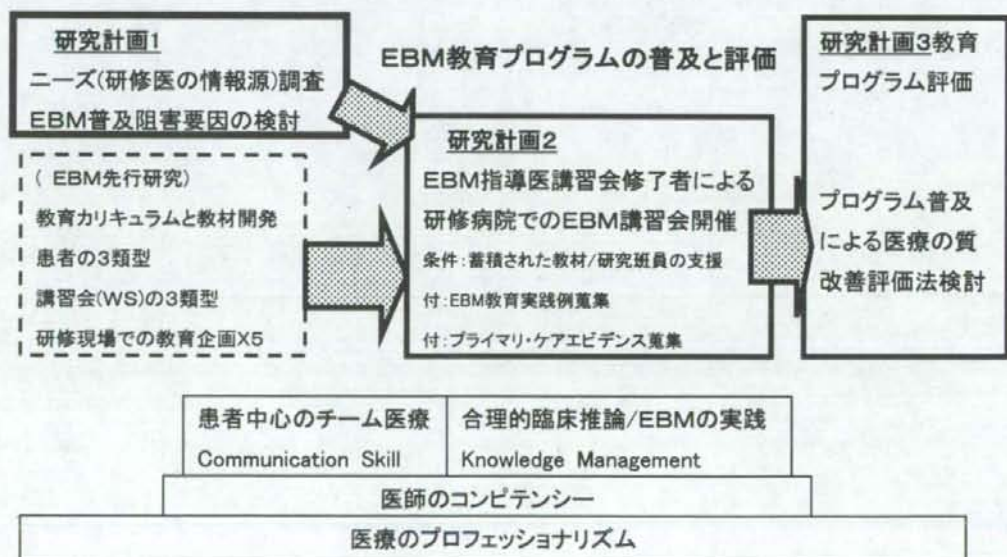 研究計画1
ニーズ(研修医の情報源)調査
EBM普及阻害要因の検討
EBM教育プログラムの普及と評価
( EBM先行研究)
教育カリキュラムと教材開発
患者の3類型
講習会(WS)の3類型
研修現場での教育企画X5
研究計画2
EBM指導医講習会修了者による
研修病院でのEBM講習会開催
条件:蓄積された教材/研究班員の支援
付:EBM教育実践例蒐集
付:プライマリ・ケアエビデンス蒐集
研究計画3教育
プログラム評価
プログラム普及
による医療の質
改善評価法検討
患者中心のチーム医療
Communication Skill
合理的臨床推論/EBMの実践
Knowledge Management
医師のコンピテンシー
医療のプロフェッショナリズム